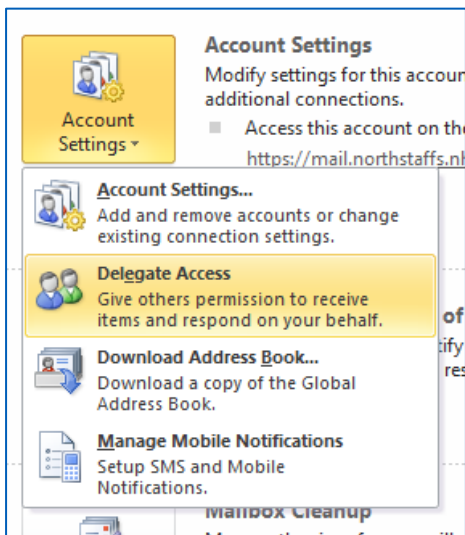 Account Settings
Modify settings for this accoun
additional connections.
Access this account on the
https://mail.northstaffs.nh
Account
Settings
Account Settings...
Add and remove accounts or change
existing connection settings.
Delegate Access
Give others permission to receive
items and respond on your behalf.
of
tify
res
Download Address Book...
Download a copy of the Global
Address Book.
Manage Mobile Notifications
Setup SMS and Mobile
Notifications.
Mailbox Cleanup